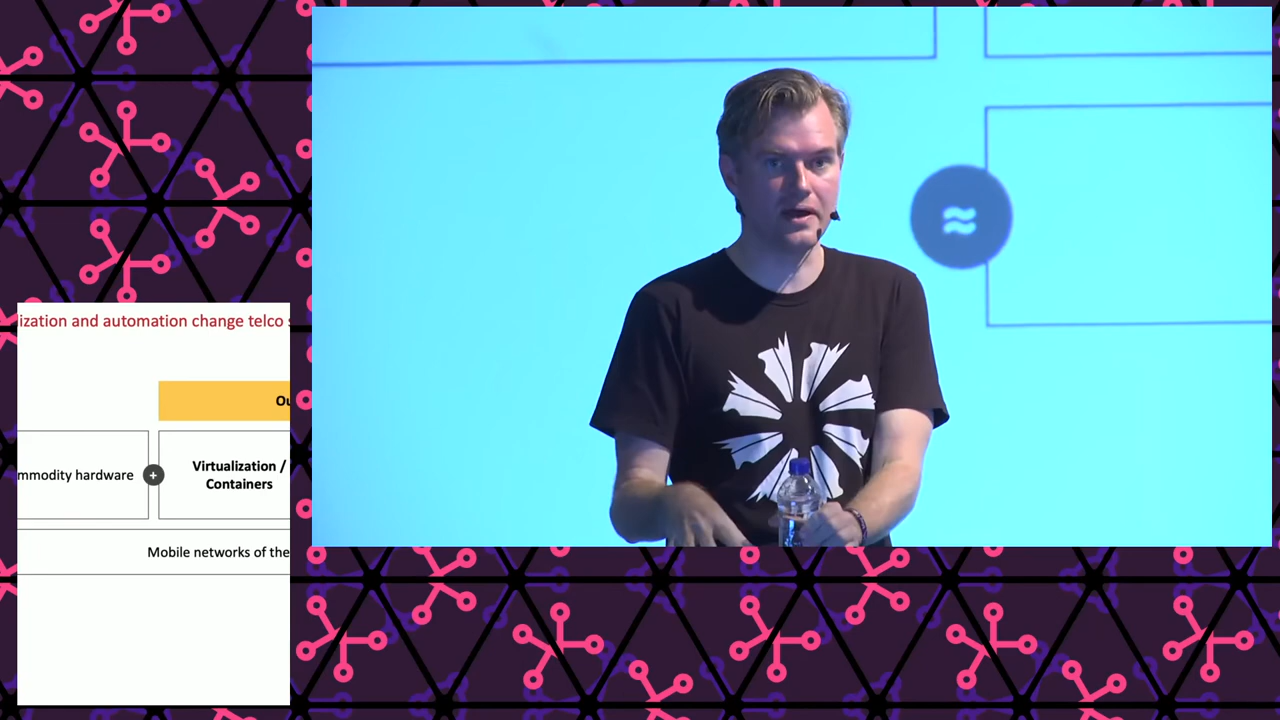 ization and automation change telco
Ou
mmodity hardware
+
Virtualization /
Containers
Mobile networks of the
≈